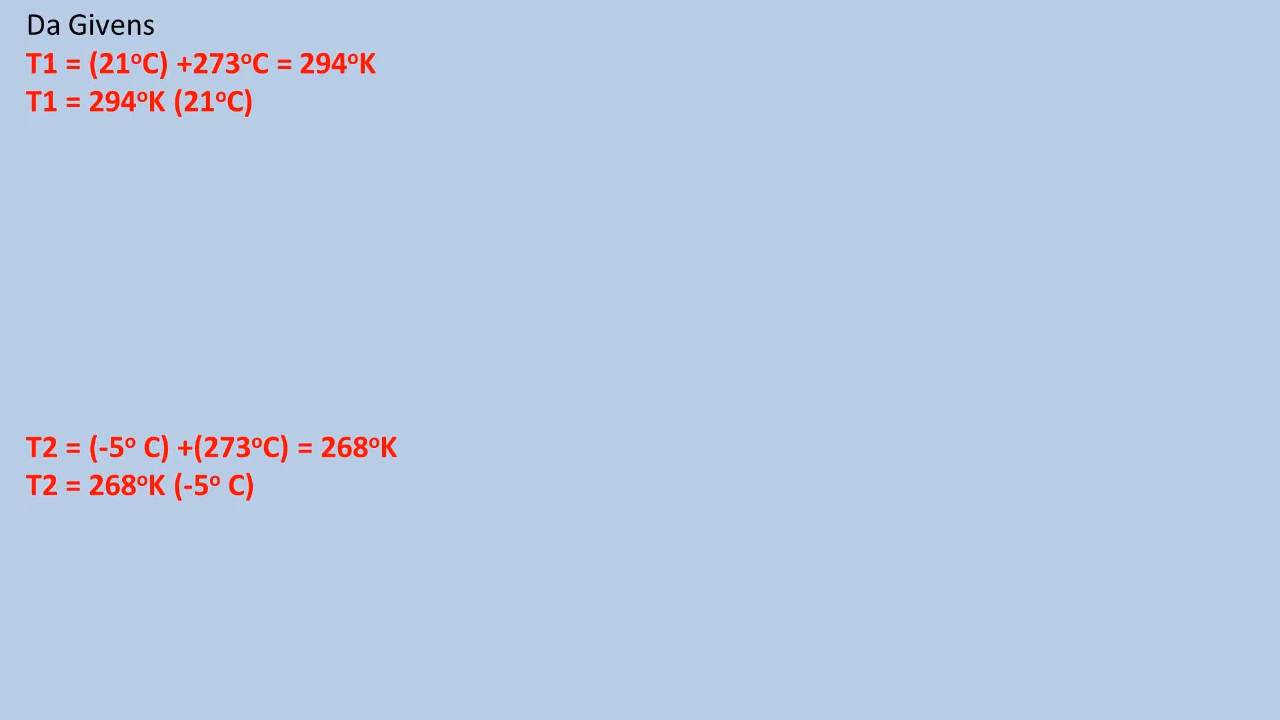 Da Givens
T1 = (21ºC) +273ºC = 294ºK
T1 = 294ºK (21ºC)
T2 = (-5º C) +(273ºC) = 268ºK
T2 = 268ºK (-5º C)